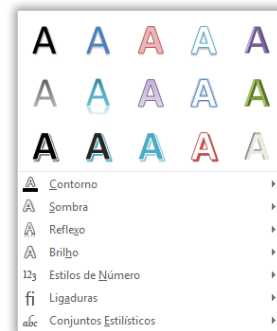 A A A A A
A A A A A
A A A A A
A Contorno
A Sombra
A Reflexo
A Brilho
123 Estilos de Número
fi Ligaduras
abc Conjuntos Estilísticos